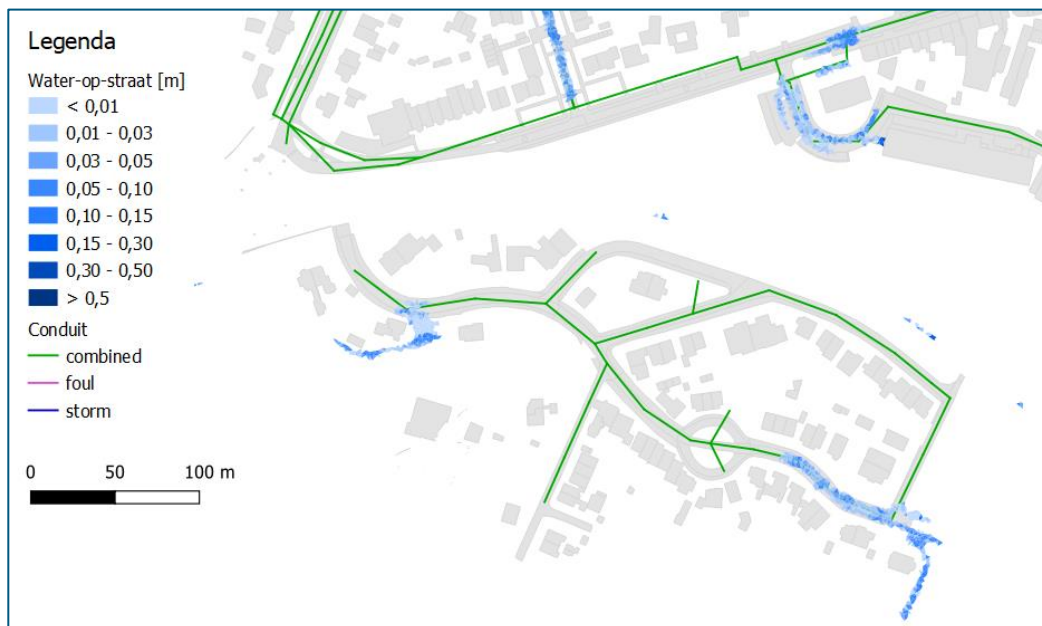 Legenda
Water-op-straat [m]
< 0,01
0,01 - 0,03
0,03 - 0,05
0,05 - 0,10
0,10 - 0,15
0,15 - 0,30
0,30 - 0,50
> 0,5
Conduit
combined
foul
storm
0 50 100 m